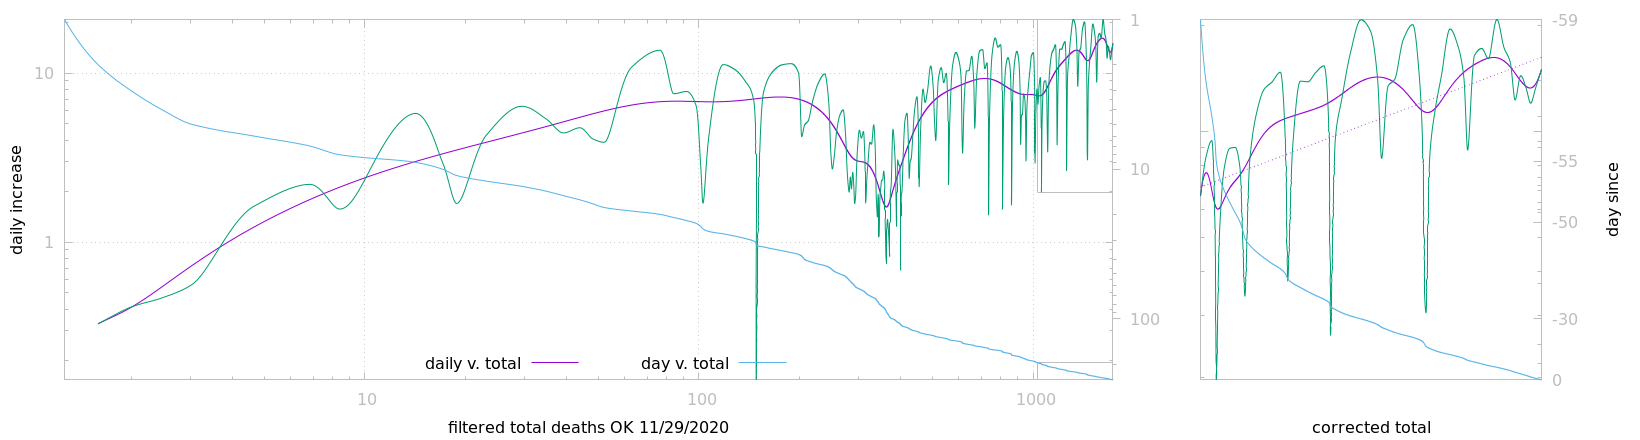 daily increase
10
1
daily v. total
day v. total
10
100
1000
filtered total deaths OK 11/29/2020
1
10
100
-59
-55
-50
-30
0
day since
corrected total